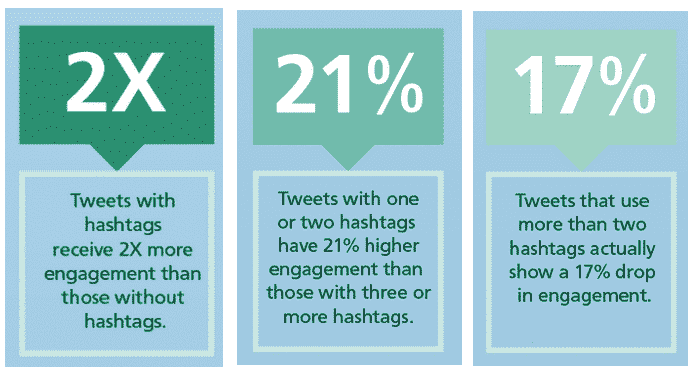 2X
Tweets with
hashtags
receive 2X more
engagement than
those without
hashtags.
21%
Tweets with one
or two hashtags
have 21% higher
engagement than
those with three or
more hashtags.
17%
Tweets that use
more than two
hashtags actually
show a 17% drop
in engagement.